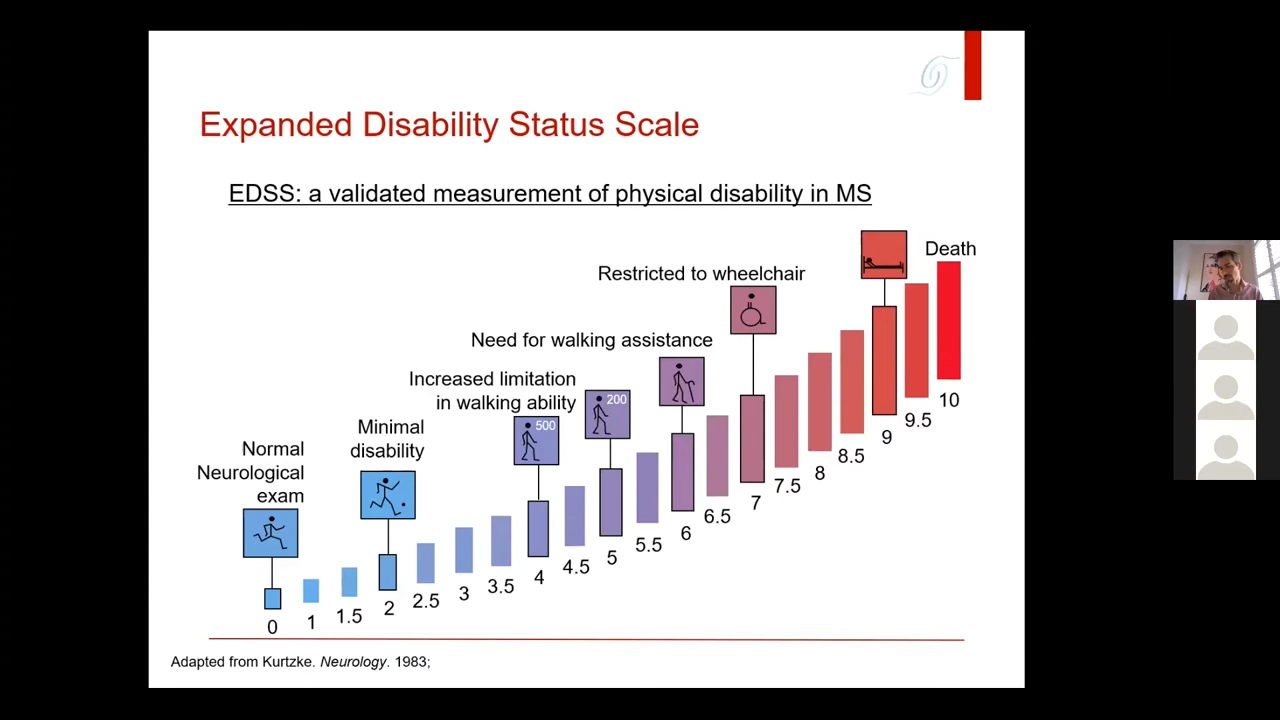 Expanded Disability Status Scale
EDSS: a validated measurement of physical disability in MS
Death
Restricted to wheelchair
Need for walking assistance
Increased limitation
in walking ability
200
500
Minimal
disability
Normal
Neurological
exam
0
1
1.5
2
2.5
3
3.5
4
4.5
5
5.5
6
6.5
7
7.5
8
8.5
9
9.5
10
Adapted from Kurtzke. Neurology. 1983;